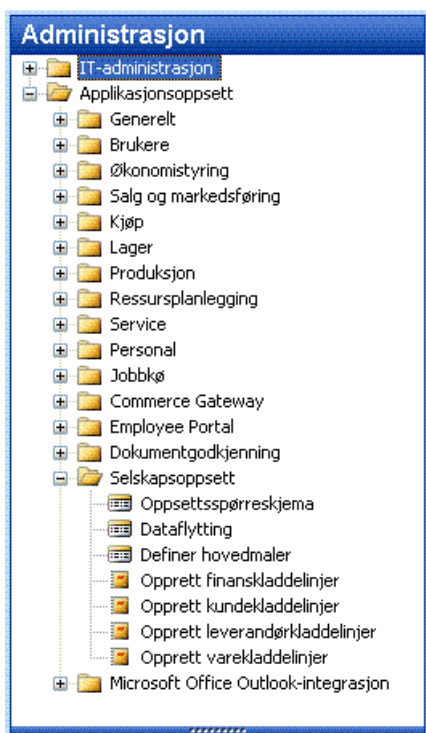 Administrasjon
IT-administrasjon
Applikasjonsoppsett
Generelt
Brukere
Økonomistyring
Salg og markedsføring
Kjøp
Lager
Produksjon
Ressursplanlegging
Service
Personal
Jobbkø
Commerce Gateway
Employee Portal
Dokumentgodkjenning
Selskapsoppsett
Oppsettsspørreskjema
Dataflytting
Definer hovedmaler
Opprett finanskladdelinjer
Opprett kundekladdelinjer
Opprett leverandørkladdelinjer
Opprett varekladdelinjer
Microsoft Office Outlook-integrasjon